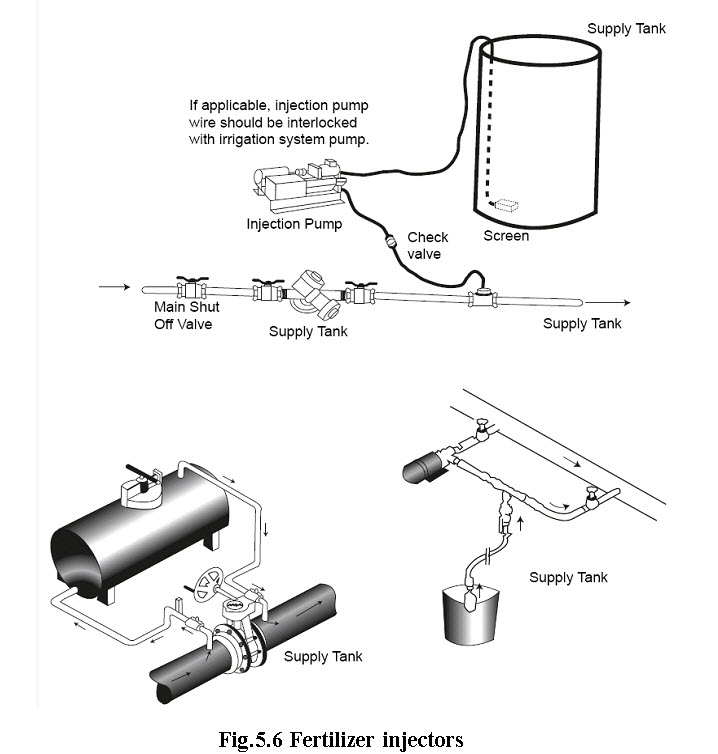 Supply Tank
If applicable, injection pump
wire should be interlocked
with irrigation system pump.
Injection Pump
Check
valve
Screen
Main Shut
Off Valve
Supply Tank
Supply Tank
Supply Tank
Supply Tank
Fig.5.6 Fertilizer injectors